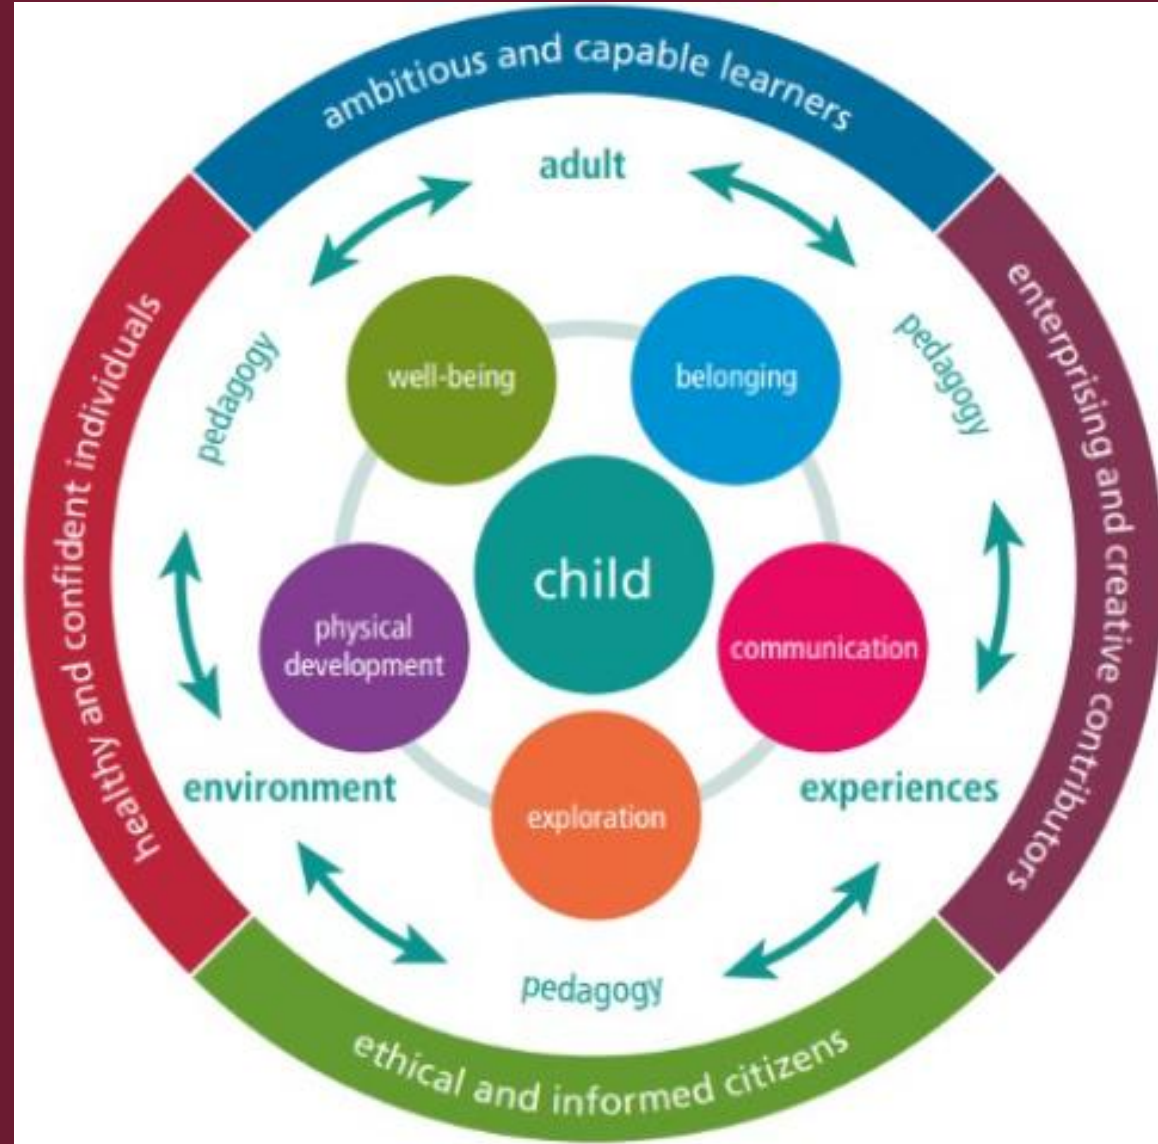 ambitious and capable learners
adult
pedagogy
pedagogy
enterprising and creative contributors
healthy and confident individuals
well-being
belonging
child
physical
development
communication
environment
experiences
exploration
pedagogy
ethical and informed citizens